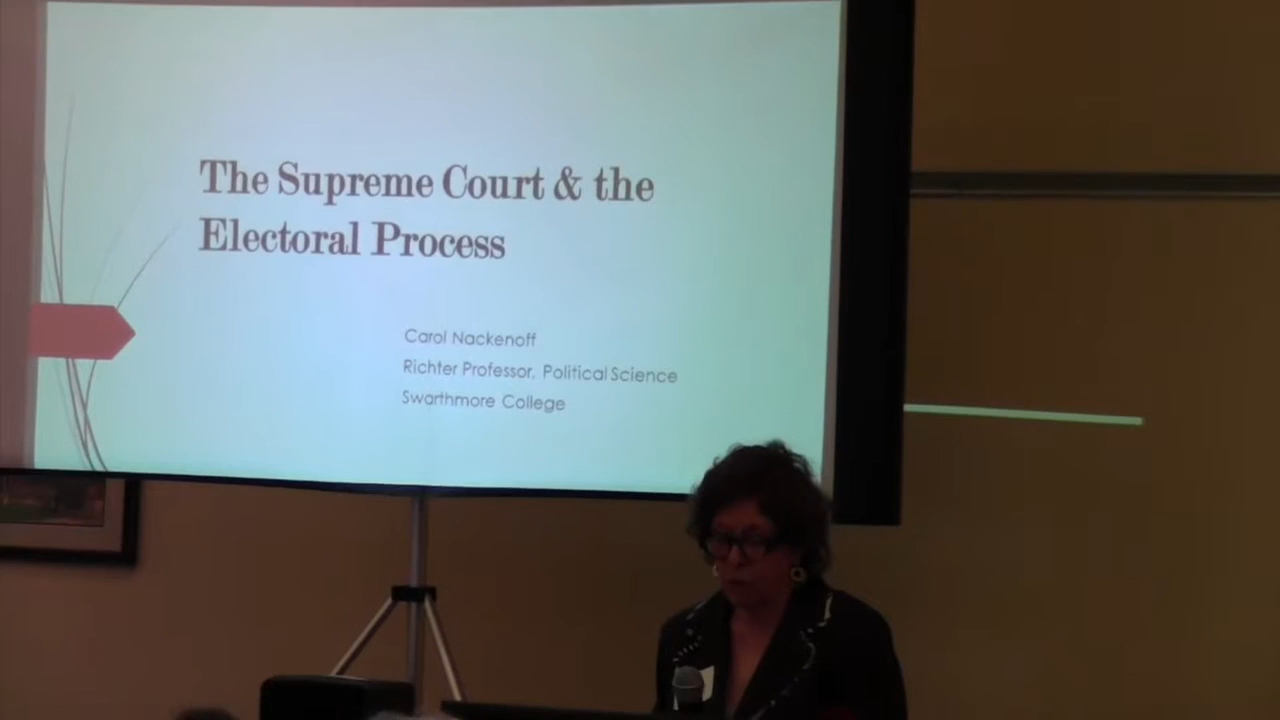 The Supreme Court & the
Electoral Process
Carol Nackenoff
Richter Professor, Political Science
Swarthmore College